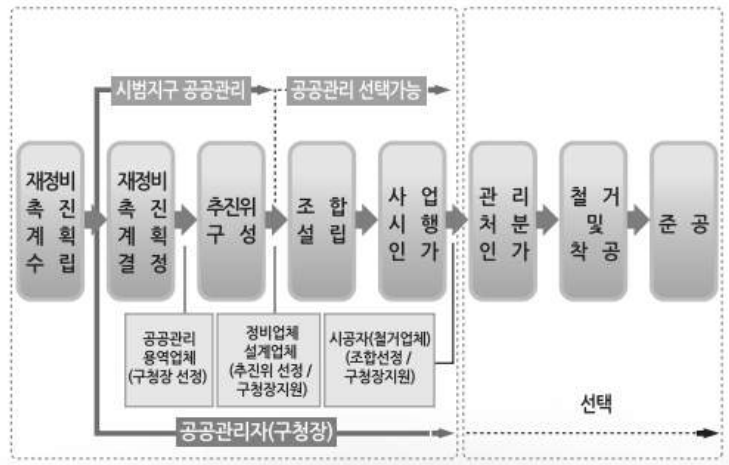 시범지구 공공관리
공공관리 선택가능
재정비
촉 진
계 획
수 립
재정비
촉 진
계 획
결 정
추진위
구 성
조 합
설 립
사 업
시 행
인 가
관 리
처 분
인 가
철 거
및
착 공
준 공
공공관리
용역업체
(구청장 선정)
정비업체
설계업체
(추진위 선정 /
구청장지원)
시공자(철거업체)
(조합선정 /
구청장지원)
선택
공공관리자(구청장)